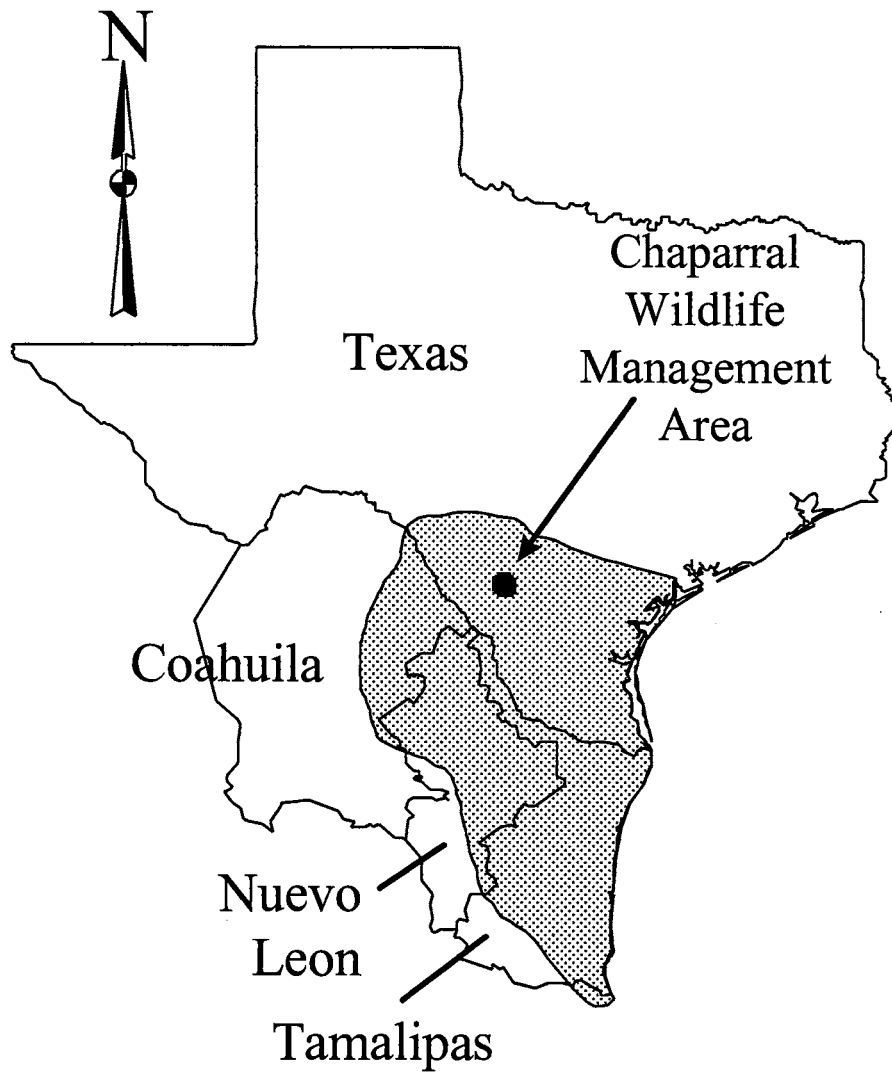 N
Chaparral
Wildlife
Management
Area
Texas
Coahuila
Nuevo
Leon
Tamalipas